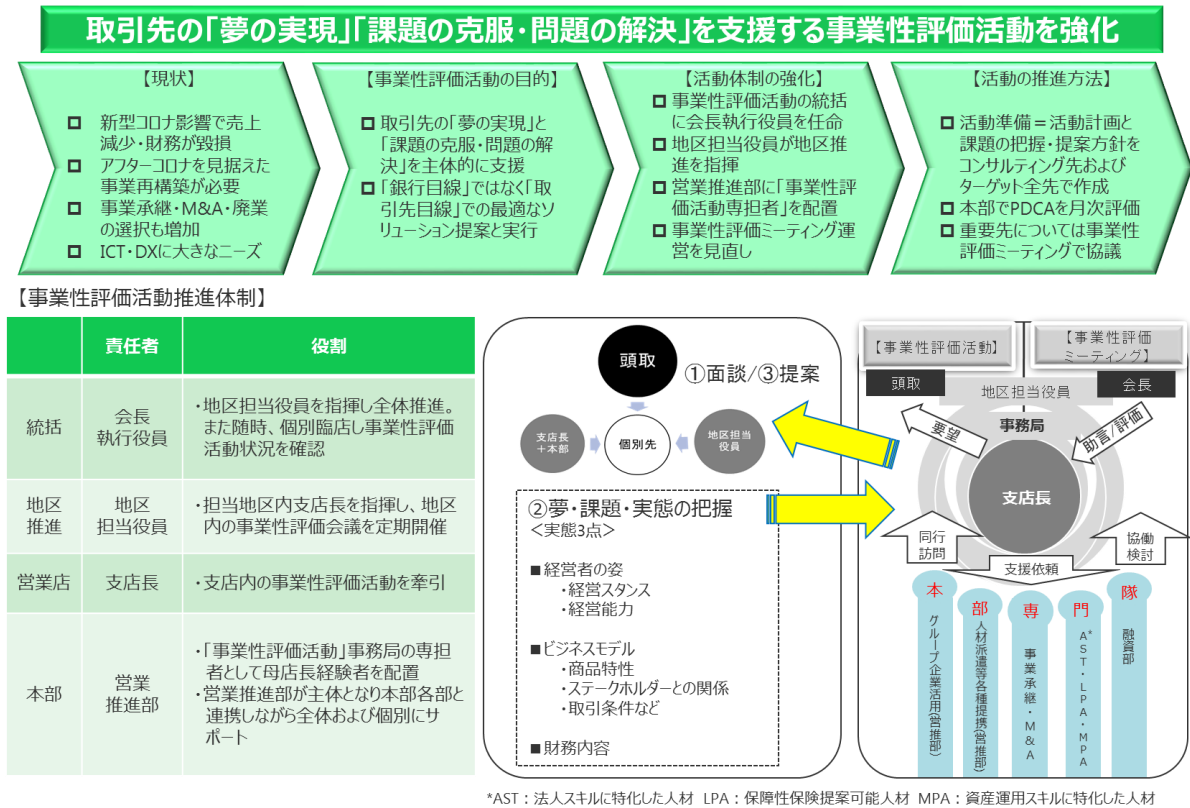 取引先の「夢の実現」「課題の克服・問題の解決」を支援する事業性評価活動を強化
【現状】
新型コロナ影響で売上
減少・財務が毀損
アフターコロナを見据えた
事業再構築が必要
事業承継・M&A・廃業
の選択も増加
ICT・DXに大きなニーズ
【事業性評価活動の目的】
取引先の「夢の実現」と
「課題の克服・問題の解
決」を主体的に支援
「銀行目線」ではなく「取
引先目線」での最適なソ
リューション提案と実行
【活動体制の強化】
事業性評価活動の統括
に会長執行役員を任命
地区担当役員が地区推
進を指揮
営業推進部に「事業性評
価活動専担者」を配置
事業性評価ミーティング運
営を見直し
【活動の推進方法】
活動準備＝活動計画と
課題の把握・提案方針を
コンサルティング先および
ターゲット全先で作成
本部でPDCAを月次評価
重要先については事業性
評価ミーティングで協議
【事業性評価活動推進体制】
責任者
役割
統括
会長
執行役員
・地区担当役員を指揮し全体推進。
また随時、個別臨店し事業性評価
活動状況を確認
地区
推進
地区
担当役員
・担当地区内支店長を指揮し、地区
内の事業性評価会議を定期開催
営業店
支店長
・支店内の事業性評価活動を牽引
本部
営業
推進部
・「事業性評価活動」事務局の専担
者として母店長経験者を配置
・営業推進部が主体となり本部各部と
連携しながら全体および個別にサ
ポート
頭取
①面談/③提案
支店長
＋本部
個別先
地区担当
役員
②夢・課題・実態の把握
＜実態3点＞
■経営者の姿
・経営スタンス
・経営能力
■ビジネスモデル
・商品特性
・ステークホルダーとの関係
・取引条件など
■財務内容
【事業性評価活動】
【事業性評価
ミーティング】
頭取
地区担当役員
会長
要望
事務局
助言/評価
支店長
同行
訪問
協働
検討
支援依頼
本
グループ企業活用(営推部)
部
人材派遣等各種提携(営推部)
専
事業承継・M&A
門
AST・LPA・MPA*
隊
融資部
*AST：法人スキルに特化した人材 LPA：保障性保険提案可能人材 MPA：資産運用スキルに特化した人材